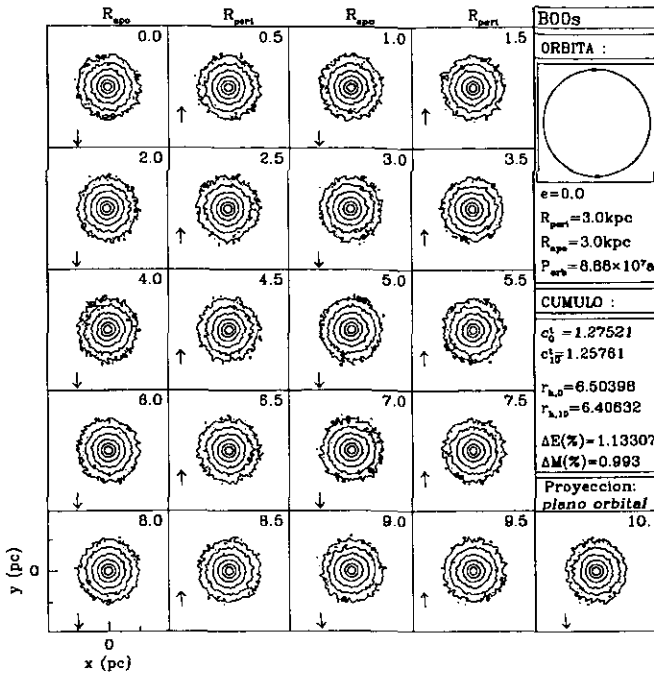 R_apo R_peri R_apo R_peri
0.0 0.5 1.0 1.5
2.0 2.5 3.0 3.5
4.0 4.5 5.0 5.5
6.0 6.5 7.0 7.5
8.0 8.5 9.0 9.5 10.
y (pc)
0
0
x (pc)
B00s
ORBITA :
e=0.0
R_peri=3.0kpc
R_apo=3.0kpc
P_orb=8.88×10⁷a
CUMULO :
c^t_0 =1.27521
c^t_10=1.25761
r_h,0=6.50398
r_h,10=6.40632
ΔE(%)=1.13307
ΔM(%)=0.993
Proyeccion:
plano orbital